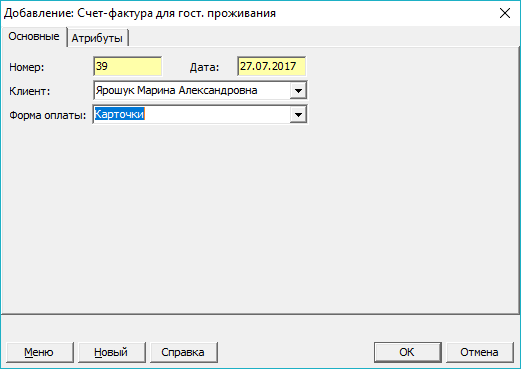 Добавление: Счет-фактура для гост. проживания
Основные Атрибуты
Номер: 39 Дата: 27.07.2017
Клиент: Ярошук Марина Александровна
Форма оплаты: Карточки
Меню Новый Справка ОК Отмена